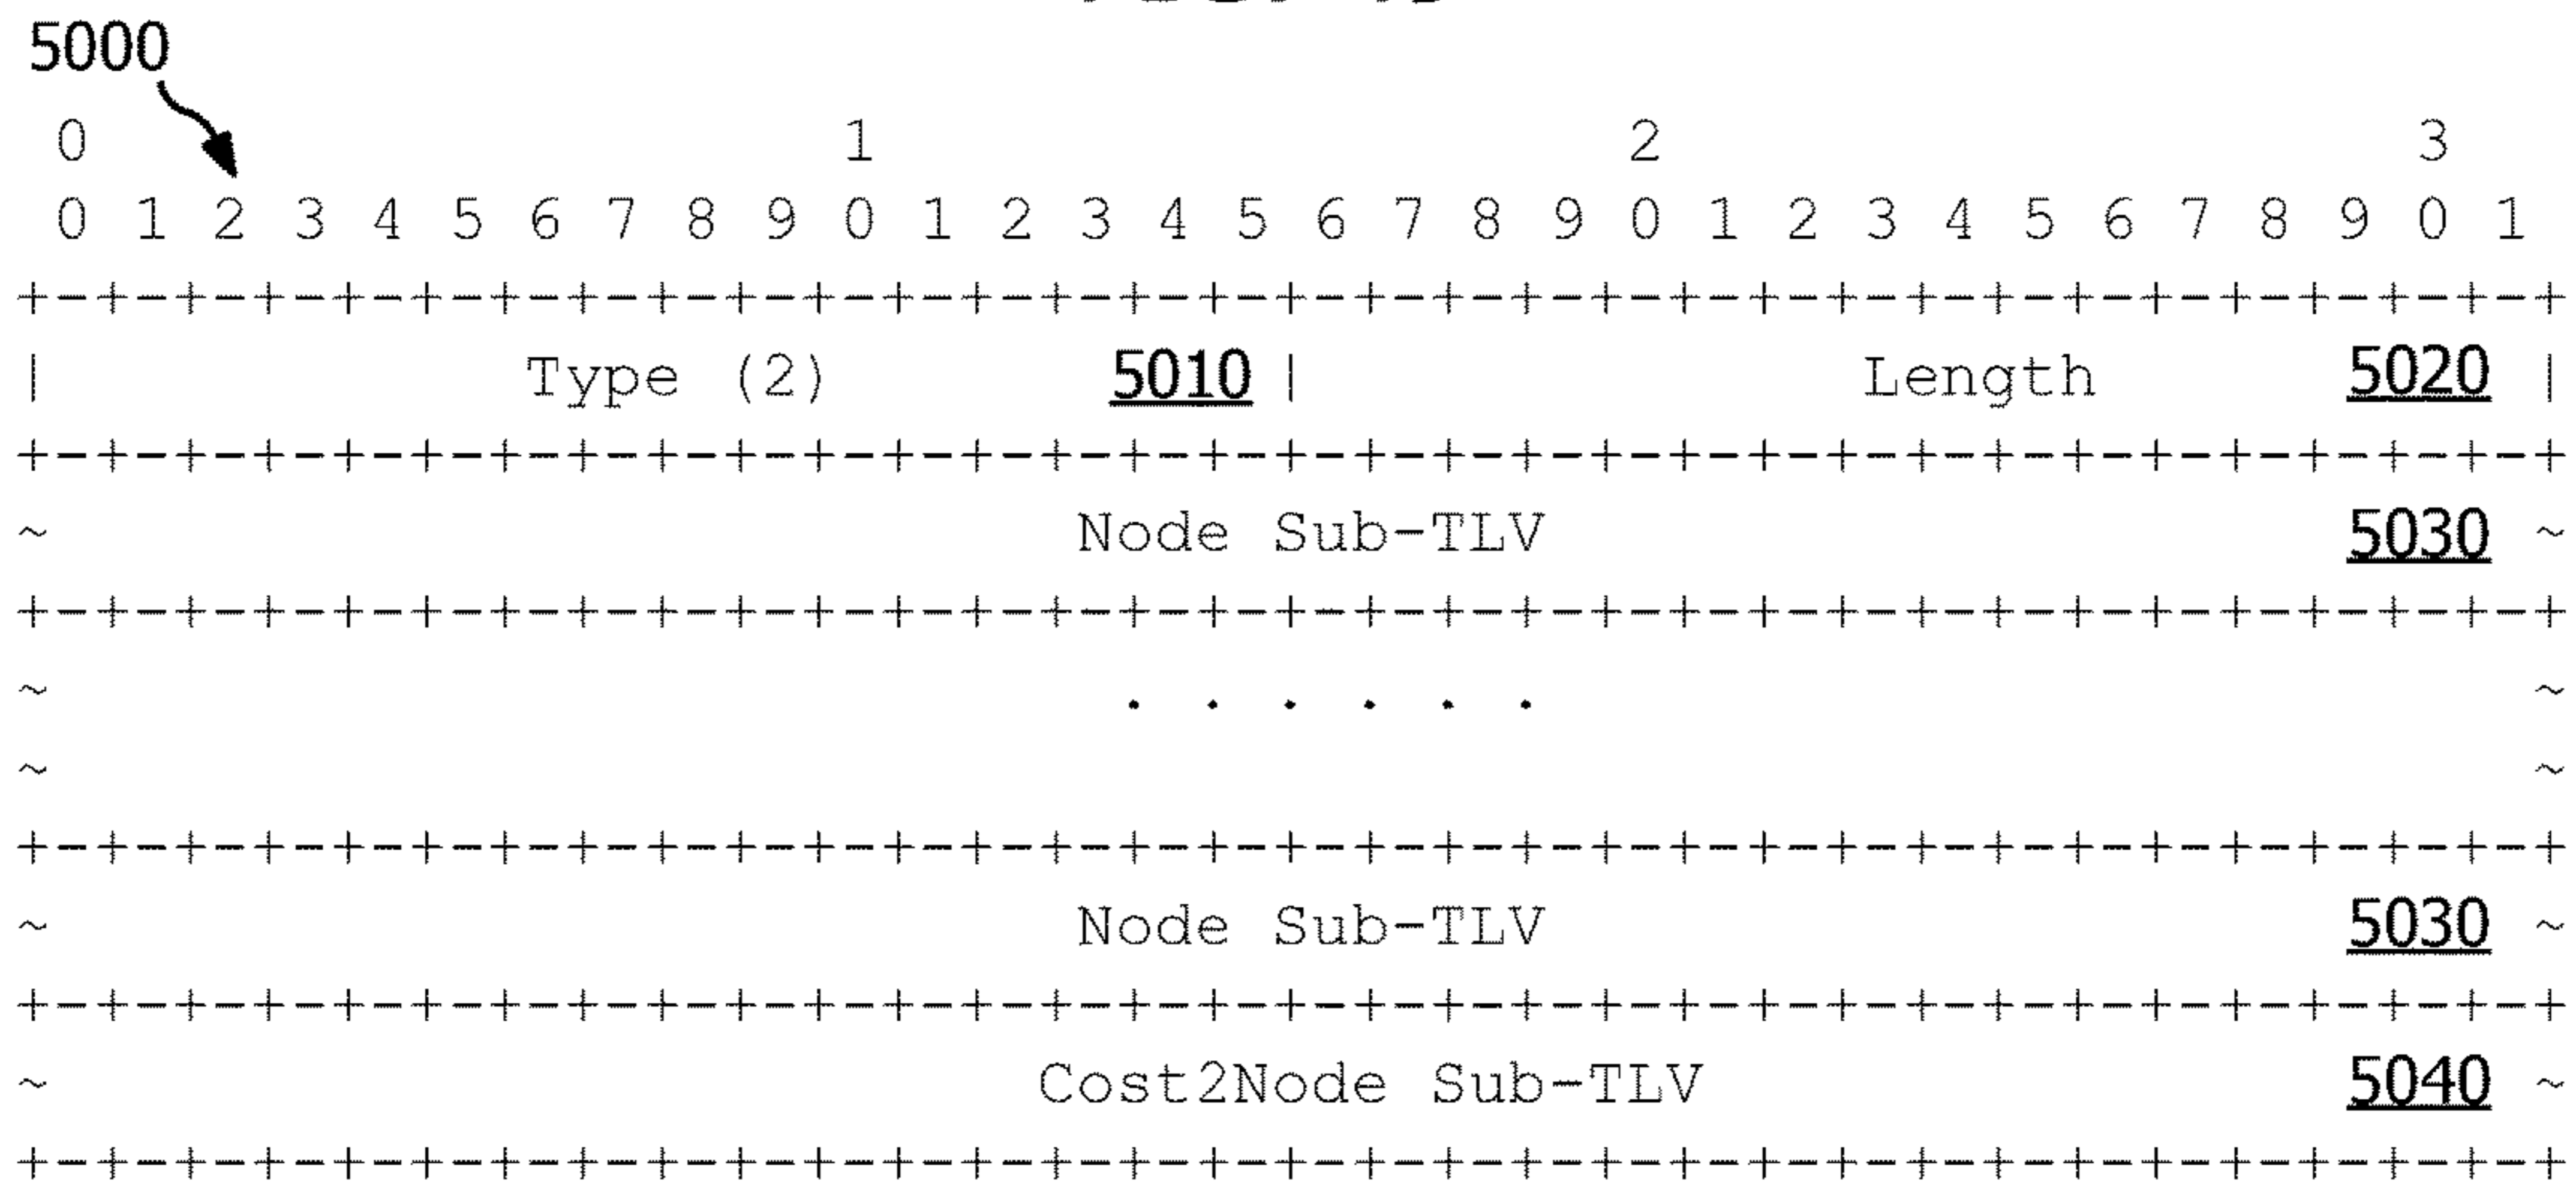 5000
0 1 2 3
0 1 2 3 4 5 6 7 8 9 0 1 2 3 4 5 6 7 8 9 0 1 2 3 4 5 6 7 8 9 0 1
+-+-+-+-+-+-+-+-+-+-+-+-+-+-+-+-+-+-+-+-+-+-+-+-+-+-+-+-+-+-+-+-+
| Type (2) 5010 | Length 5020 |
+-+-+-+-+-+-+-+-+-+-+-+-+-+-+-+-+-+-+-+-+-+-+-+-+-+-+-+-+-+-+-+-+
~ Node Sub-TLV 5030 ~
+-+-+-+-+-+-+-+-+-+-+-+-+-+-+-+-+-+-+-+-+-+-+-+-+-+-+-+-+-+-+-+-+
~ . . . . . . ~
~ ~
+-+-+-+-+-+-+-+-+-+-+-+-+-+-+-+-+-+-+-+-+-+-+-+-+-+-+-+-+-+-+-+-+
~ Node Sub-TLV 5030 ~
+-+-+-+-+-+-+-+-+-+-+-+-+-+-+-+-+-+-+-+-+-+-+-+-+-+-+-+-+-+-+-+-+
~ Cost2Node Sub-TLV 5040 ~
+-+-+-+-+-+-+-+-+-+-+-+-+-+-+-+-+-+-+-+-+-+-+-+-+-+-+-+-+-+-+-+-+